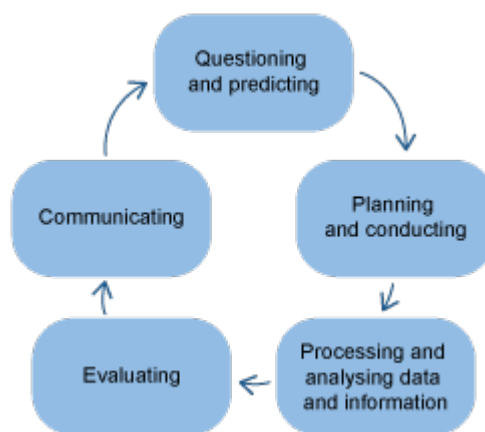 Questioning
and predicting
Planning
and conducting
Processing and
analysing data
and information
Evaluating
Communicating